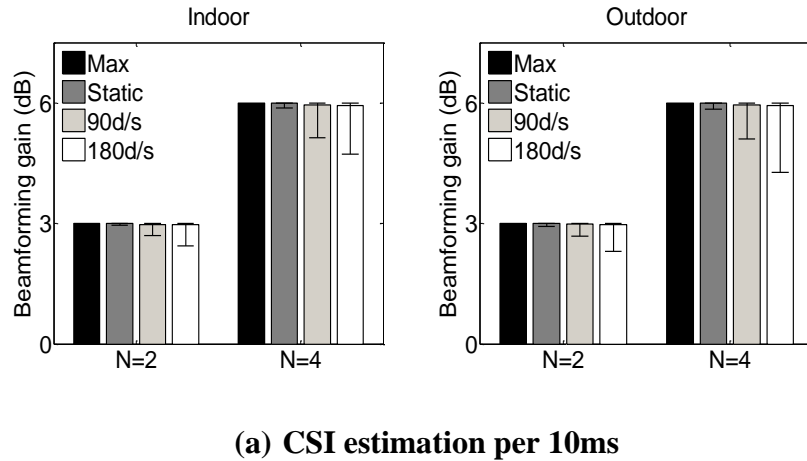 Indoor
Beamforming gain (dB)
6
3
0
Max
Static
90d/s
180d/s
N=2
N=4
Outdoor
Beamforming gain (dB)
6
3
0
Max
Static
90d/s
180d/s
N=2
N=4
(a) CSI estimation per 10ms